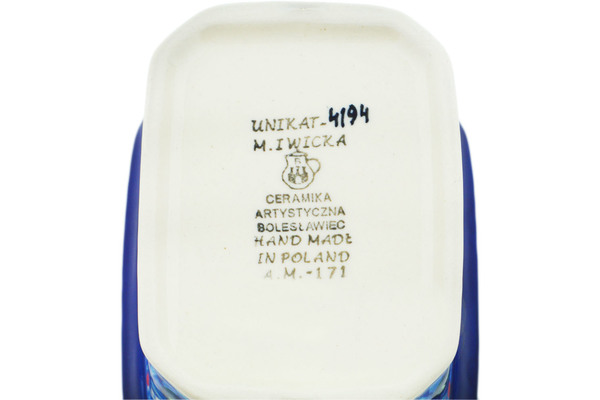 UNIKAT-4194
M.IWICKA
CERAMIKA
ARTYSTYCZNA
BOLESŁAWIEC
HAND MADE
IN POLAND
A.M.-171